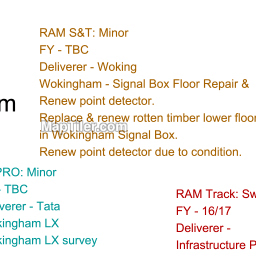 RAM S&T: Minor
FY - TBC
Deliverer - Woking
Wokingham - Signal Box Floor Repair &
Renew point detector.
Replace & renew rotten timber lower floor
in Wokingham Signal Box.
Renew point detector due to condition.
m
MapTiler.com
PRO: Minor
- TBC
verer - Tata
kingham LX
kingham LX survey
RAM Track: Sw
FY - 16/17
Deliverer -
Infrastructure P